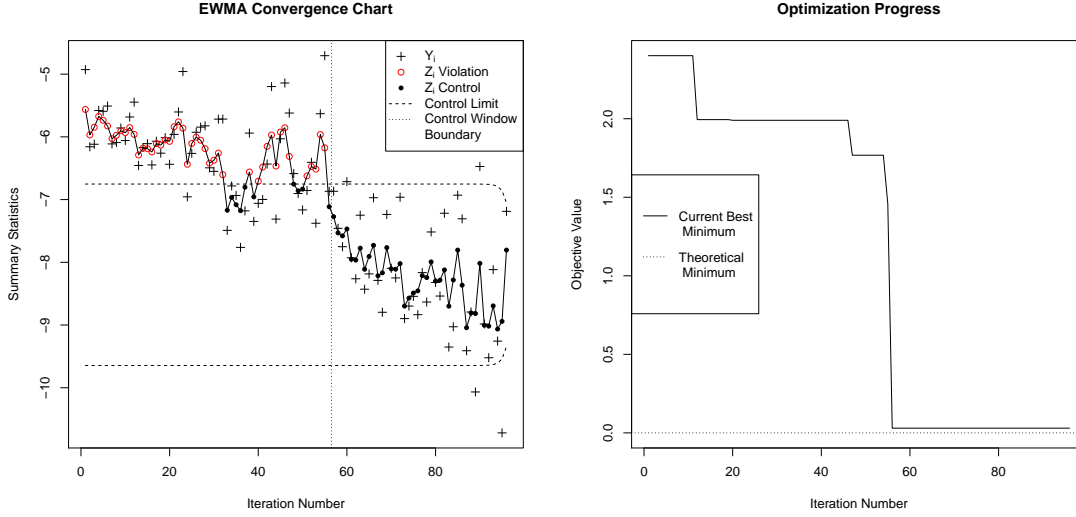 EWMA Convergence Chart
Summary Statistics
−5
−6
−7
−8
−9
−10
Yᵢ
Zᵢ Violation
Zᵢ Control
Control Limit
Control Window
Boundary
0
20
40
60
80
Iteration Number
Optimization Progress
Objective Value
2.0
1.5
1.0
0.5
0.0
Current Best
Minimum
Theoretical
Minimum
0
20
40
60
80
Iteration Number